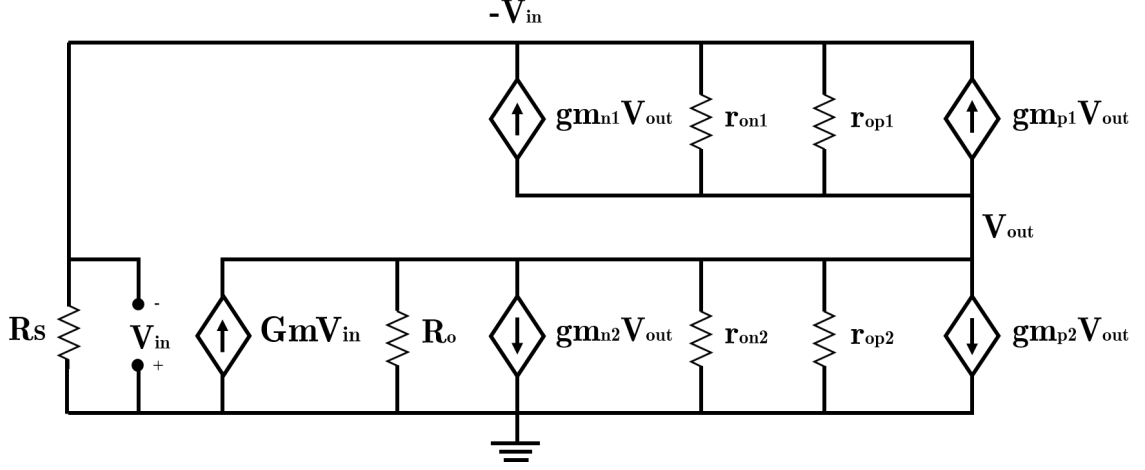 -Vin
gmn1Vout
ron1
rop1
gmp1Vout
Vout
Rs
-
Vin
+
GmVin
Ro
gmn2Vout
ron2
rop2
gmp2Vout